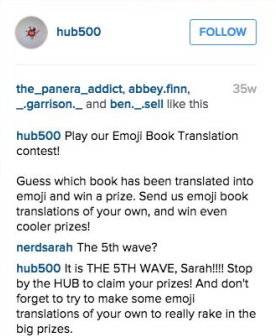 hub500
FOLLOW
the_panera_addict, abbey.finn, 35w
_.garrison._ and ben._.sell like this
hub500 Play our Emoji Book Translation
contest!
Guess which book has been translated into
emoji and win a prize. Send us emoji book
translations of your own, and win even
cooler prizes!
nerdsarah The 5th wave?
hub500 It is THE 5TH WAVE, Sarah!!!! Stop
by the HUB to claim your prizes! And don't
forget to try to make some emoji
translations of your own to really rake in the
big prizes.